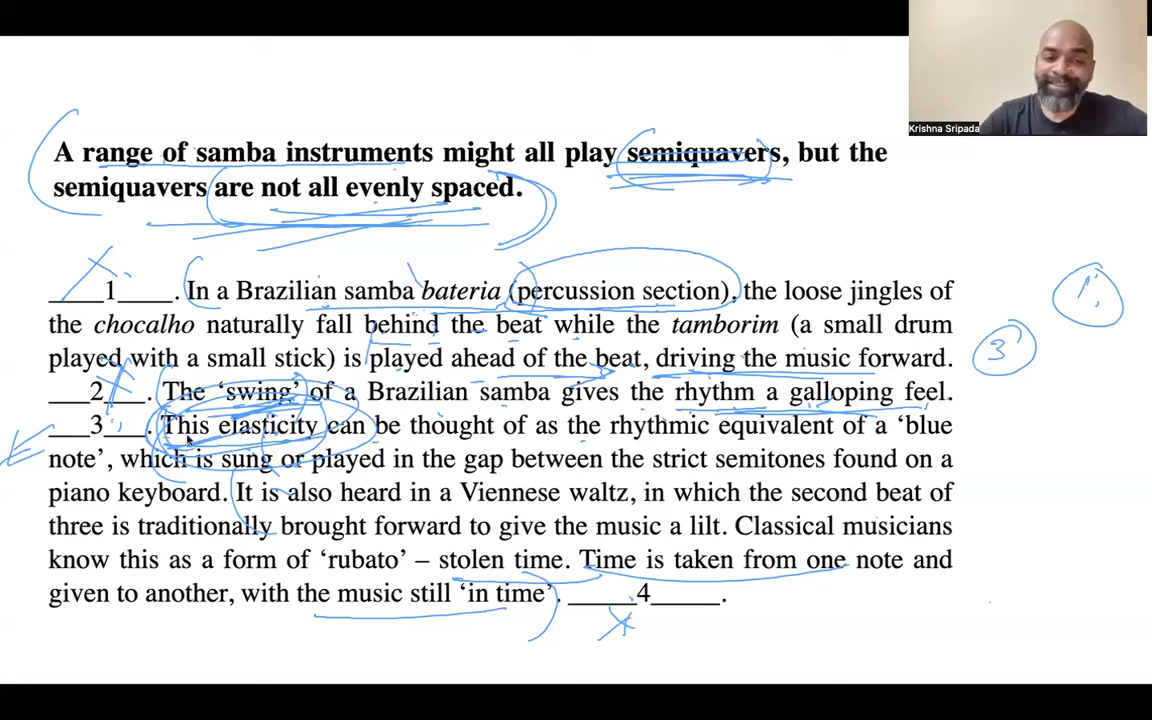 Krishna Sripada
A range of samba instruments might all play semiquavers, but the
semiquavers are not all evenly spaced.
____1____. In a Brazilian samba bateria (percussion section), the loose jingles of
the chocalho naturally fall behind the beat while the tamborim (a small drum
played with a small stick) is played ahead of the beat, driving the music forward.
___2___. The ‘swing’ of a Brazilian samba gives the rhythm a galloping feel.
___3___. This elasticity can be thought of as the rhythmic equivalent of a ‘blue
note’, which is sung or played in the gap between the strict semitones found on a
piano keyboard. It is also heard in a Viennese waltz, in which the second beat of
three is traditionally brought forward to give the music a lilt. Classical musicians
know this as a form of ‘rubato’ – stolen time. Time is taken from one note and
given to another, with the music still ‘in time’. _____4_____.
1
3